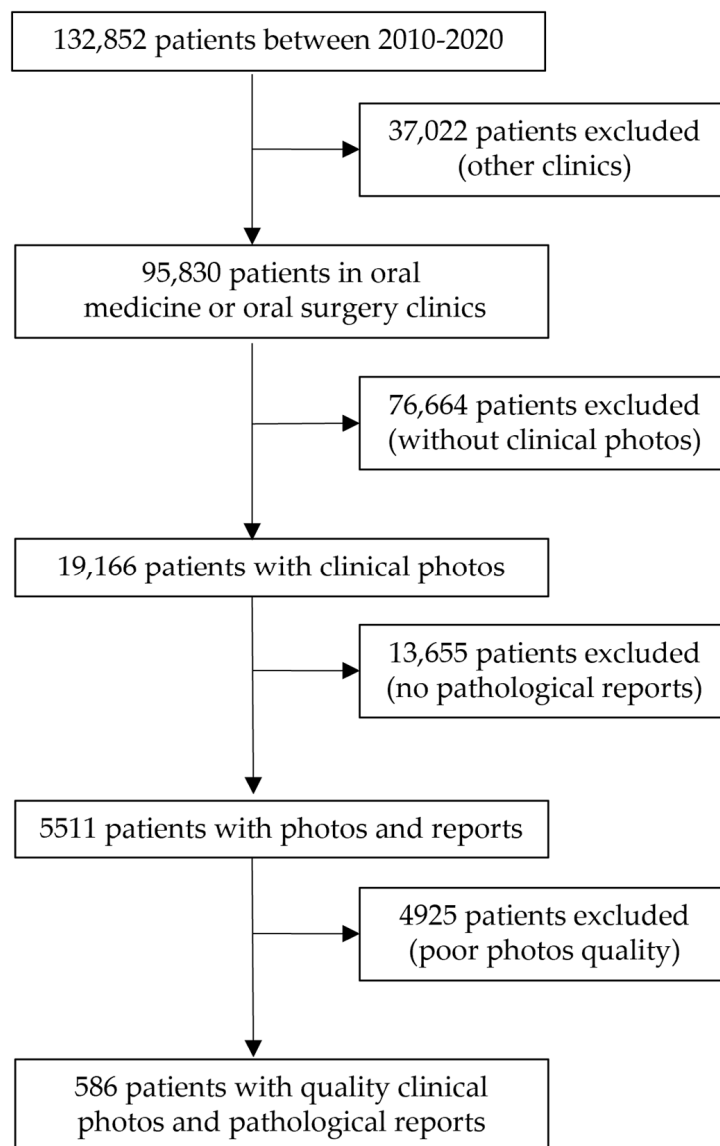 132,852 patients between 2010-2020
37,022 patients excluded
(other clinics)
95,830 patients in oral
medicine or oral surgery clinics
76,664 patients excluded
(without clinical photos)
19,166 patients with clinical photos
13,655 patients excluded
(no pathological reports)
5511 patients with photos and reports
4925 patients excluded
(poor photos quality)
586 patients with quality clinical
photos and pathological reports